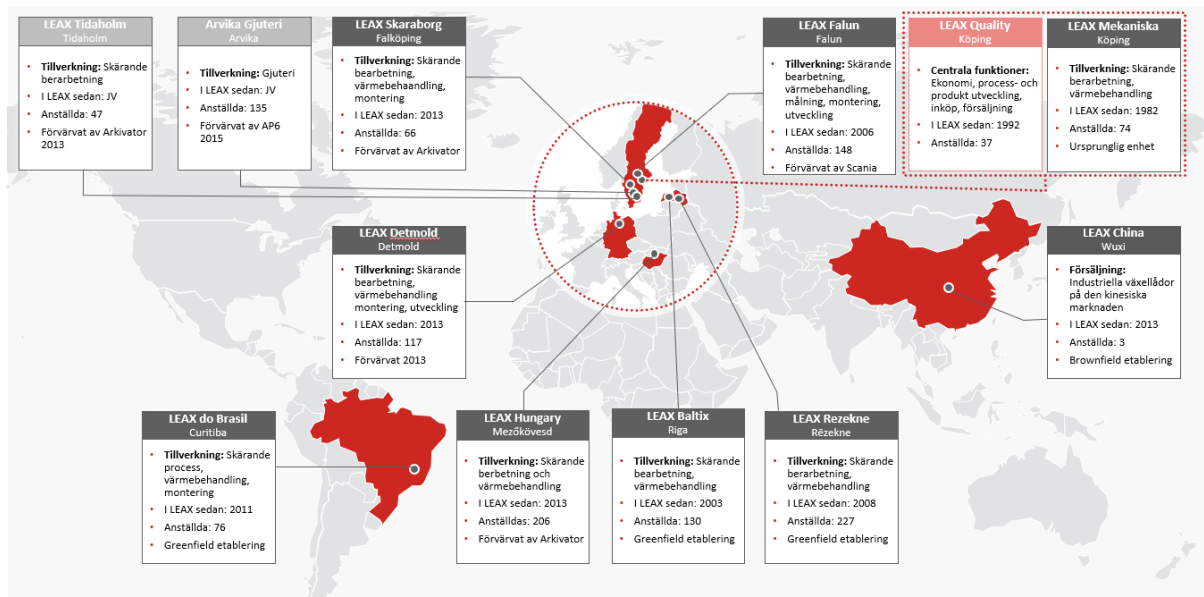 LEAX Tidaholm
Tidaholm
• Tillverkning: Skärande
berarbetning
• I LEAX sedan: JV
• Anställda: 47
• Förvärvat av Arkivator
2013
Arvika Gjuteri
Arvika
• Tillverkning: Gjuteri
• I LEAX sedan: JV
• Anställda: 135
• Förvärvat av AP6
2015
LEAX Skaraborg
Falköping
• Tillverkning: Skärande
bearbetning,
värmebehaandling,
montering
• I LEAX sedan: 2013
• Anställda: 66
• Förvärvat av Arkivator
LEAX Falun
Falun
• Tillverkning: Skärande
bearbetning,
värmebehandling,
målning, montering,
utveckling
• I LEAX sedan: 2006
• Anställda: 148
• Förvärvat av Scania
LEAX Quality
Köping
• Centrala funktioner:
Ekonomi, process- och
produkt utveckling,
inköp, försäljning
• I LEAX sedan: 1992
• Anställda: 37
LEAX Mekaniska
Köping
• Tillverkning: Skärande
berarbetning,
värmebehandling
• I LEAX sedan: 1982
• Anställda: 74
• Ursprunglig enhet
LEAX Detmold
Detmold
• Tillverkning: Skärande
bearbetning,
värmebehandling
montering, utveckling
• I LEAX sedan: 2013
• Anställda: 117
• Förvärvat 2013
LEAX China
Wuxi
• Försäljning:
Industriella växellådor
på den kinesiska
marknaden
• I LEAX sedan: 2013
• Anställda: 3
• Brownfield etablering
LEAX do Brasil
Curitiba
• Tillverkning: Skärande
process,
värmebehandling,
montering
• I LEAX sedan: 2011
• Anställda: 76
• Greenfield etablering
LEAX Hungary
Mezőkövesd
• Tillverkning: Skärande
berbetning och
värmebehandling
• I LEAX sedan: 2013
• Anställdas: 206
• Förvärvat av Arkivator
LEAX Baltix
Riga
• Tillverkning: Skärande
bearbetning,
värmebehandling
• I LEAX sedan: 2003
• Anställda: 130
• Greenfield etablering
LEAX Rezekne
Rēzekne
• Tillverkning: Skärande
berarbetning,
värmebehandling
• I LEAX sedan: 2008
• Anställda: 227
• Greenfield etablering